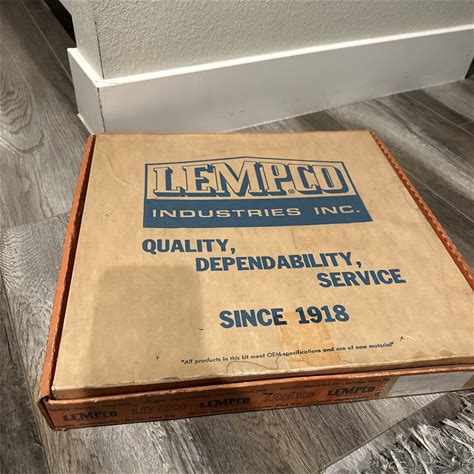 LEMPCO
INDUSTRIES INC.
QUALITY,
DEPENDABILITY,
SERVICE
SINCE 1918
"All products in this kit meet OEM specifications and are of new material"
LEMPCO LEMPCO LEMPCO